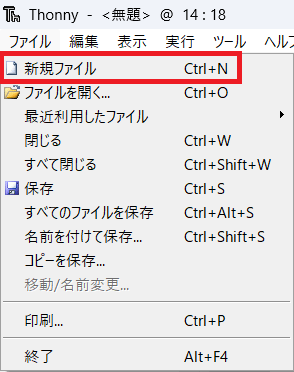 Thonny - <無題> @ 14 : 18
ファイル 編集 表示 実行 ツール
新規ファイル Ctrl+N
ファイルを開く... Ctrl+O
最近利用したファイル
閉じる Ctrl+W
すべて閉じる Ctrl+Shift+W
保存 Ctrl+S
すべてのファイルを保存 Ctrl+Alt+S
名前を付けて保存... Ctrl+Shift+S
コピーを保存...
移動/名前変更...
印刷... Ctrl+P
終了 Alt+F4